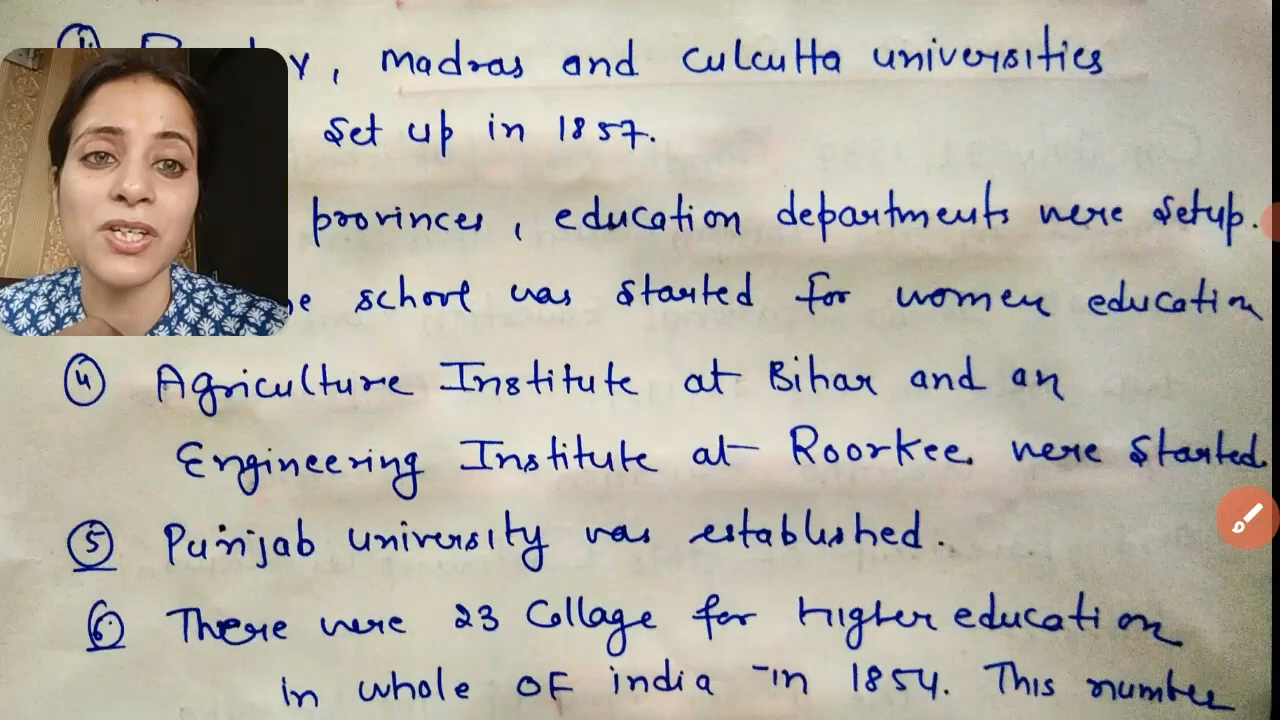 , Madras and Culcutta universities
Set up in 1857.
provinces, education departments were setup.
school was started for women education
④ Agriculture Institute at Bihar and an
Engineering Institute at Roorkee were started.
⑤ Punjab university was established.
⑥ There were 23 Collage for Higher education
in whole OF india in 1854. This number